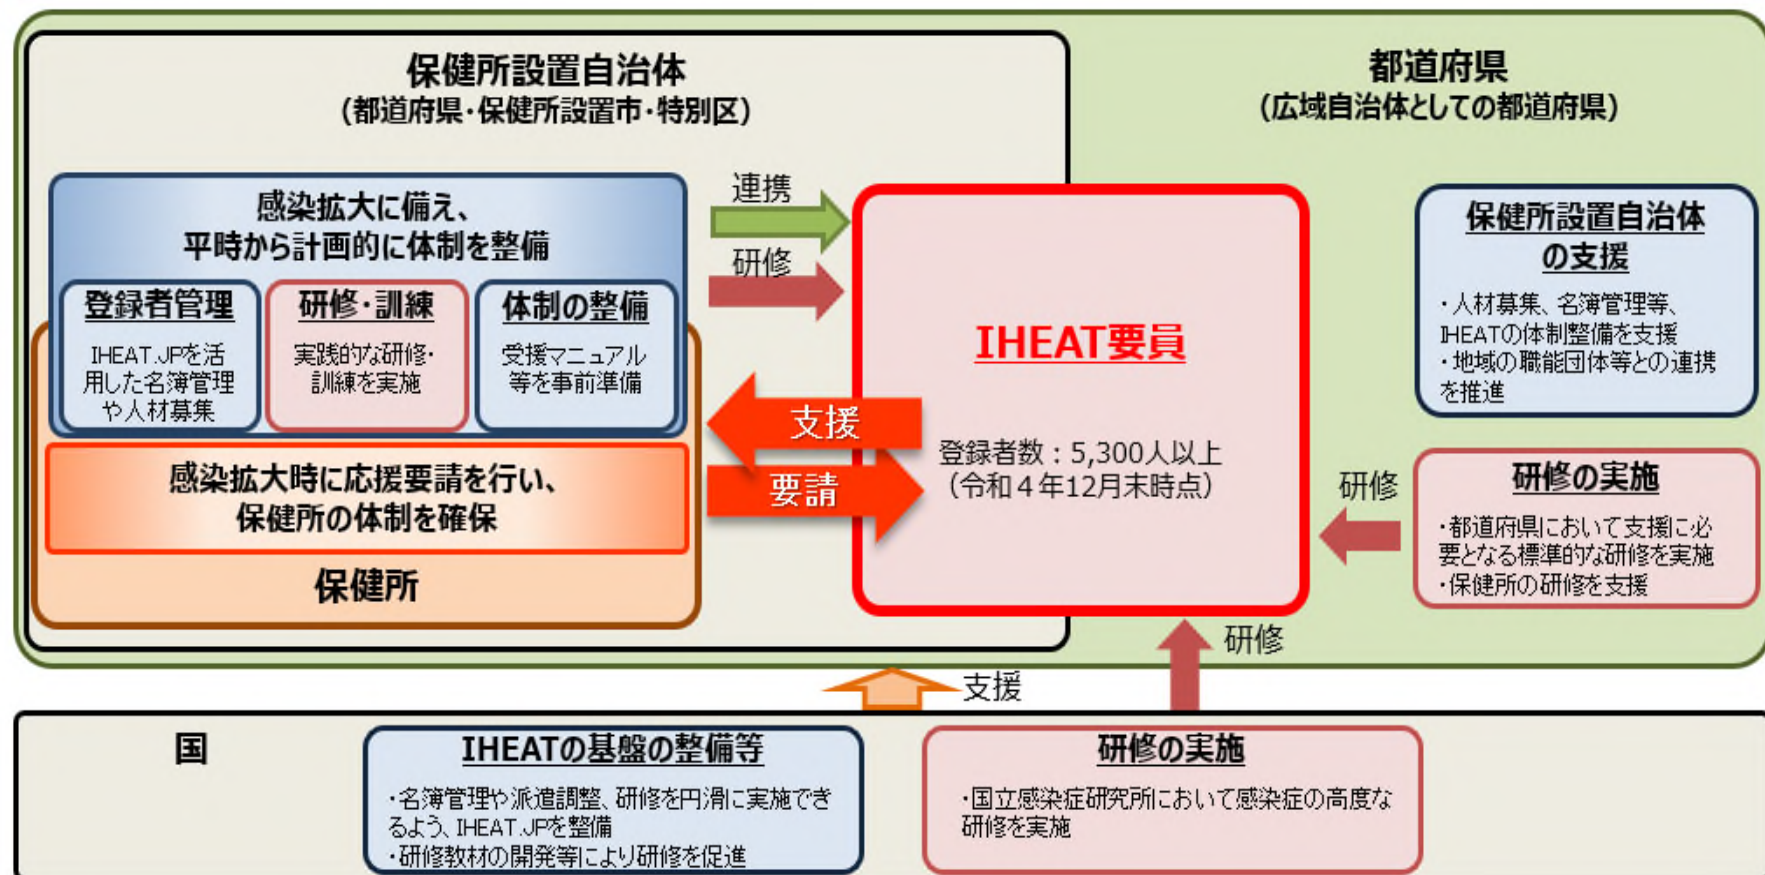 保健所設置自治体
(都道府県・保健所設置市・特別区)
感染拡大に備え、
平時から計画的に体制を整備
登録者管理
IHEAT.JPを活
用した名簿管理
や人材募集
研修・訓練
実践的な研修・
訓練を実施
体制の整備
受援マニュアル
等を事前準備
感染拡大時に応援要請を行い、
保健所の体制を確保
保健所
連携
研修
支援
要請
IHEAT要員
登録者数：5,300人以上
（令和４年12月末時点）
都道府県
(広域自治体としての都道府県)
保健所設置自治体
の支援
・人材募集、名簿管理等、
IHEATの体制整備を支援
・地域の職能団体等との連携
を推進
研修
研修の実施
・都道府県において支援に必
要となる標準的な研修を実施
・保健所の研修を支援
研修
支援
国
IHEATの基盤の整備等
・名簿管理や派遣調整、研修を円滑に実施でき
るよう、IHEAT.JPを整備
・研修教材の開発等により研修を促進
研修の実施
・国立感染症研究所において感染症の高度な
研修を実施